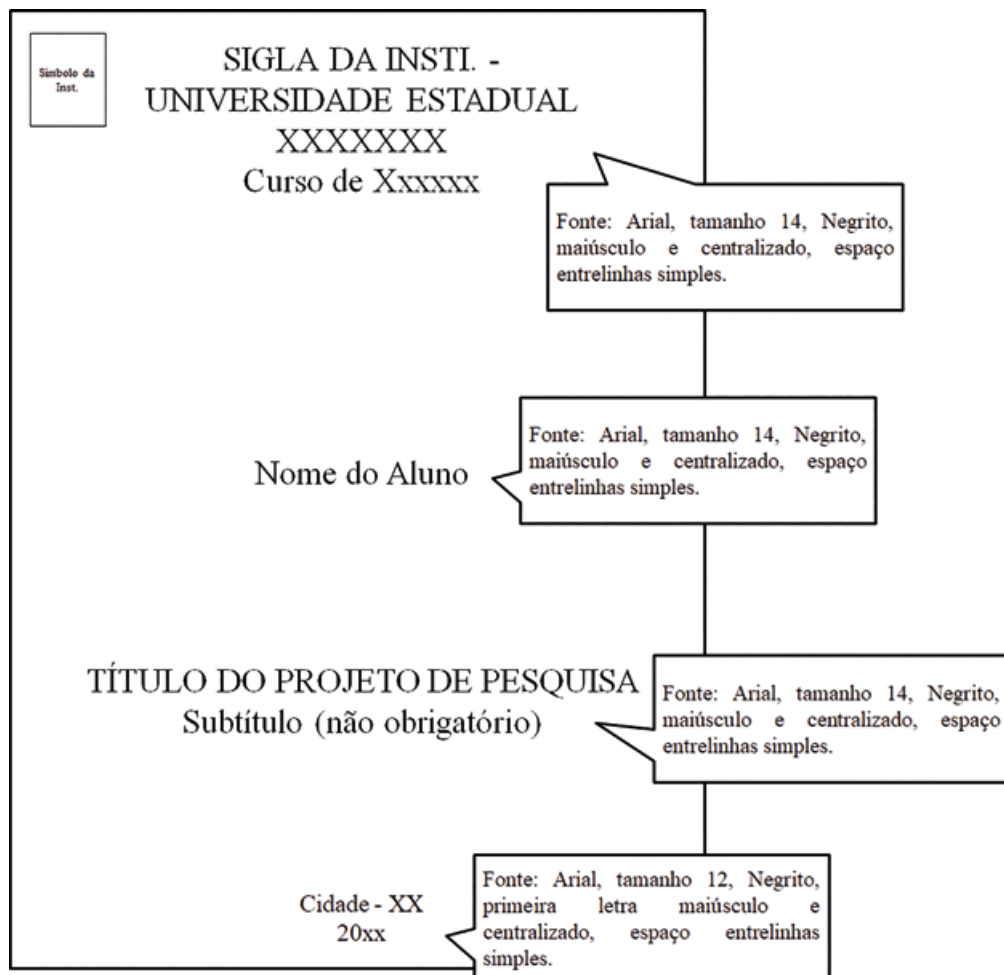 Simbolo da
Inst.
SIGLA DA INSTI. -
UNIVERSIDADE ESTADUAL
XXXXXXX
Curso de Xxxxxx
Fonte: Arial, tamanho 14, Negrito,
maiúsculo e centralizado, espaço
entrelinhas simples.
Nome do Aluno
Fonte: Arial, tamanho 14, Negrito,
maiúsculo e centralizado, espaço
entrelinhas simples.
TÍTULO DO PROJETO DE PESQUISA
Subtítulo (não obrigatório)
Fonte: Arial, tamanho 14, Negrito,
maiúsculo e centralizado, espaço
entrelinhas simples.
Cidade - XX
20xx
Fonte: Arial, tamanho 12, Negrito,
primeira letra maiúsculo e
centralizado, espaço entrelinhas
simples.